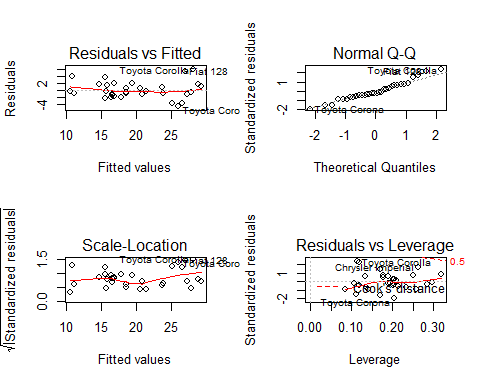 Residuals vs Fitted
Residuals
-4
2
Toyota Corolla
Fiat 128
Toyota Coro
10
15
20
25
Fitted values
Normal Q-Q
Standardized residuals
-2
1
Toyota Corolla
Fiat 128
Toyota Corona
-2
-1
0
1
2
Theoretical Quantiles
Scale-Location
√|Standardized residuals|
0.0
1.5
Toyota Corolla
Fiat 128
Toyota Coro
10
15
20
25
Fitted values
Residuals vs Leverage
Standardized residuals
-2
1
Toyota Corolla
Chrysler Imperial
Cook's distance
Toyota Corona
0.5
0.00
0.10
0.20
0.30
Leverage